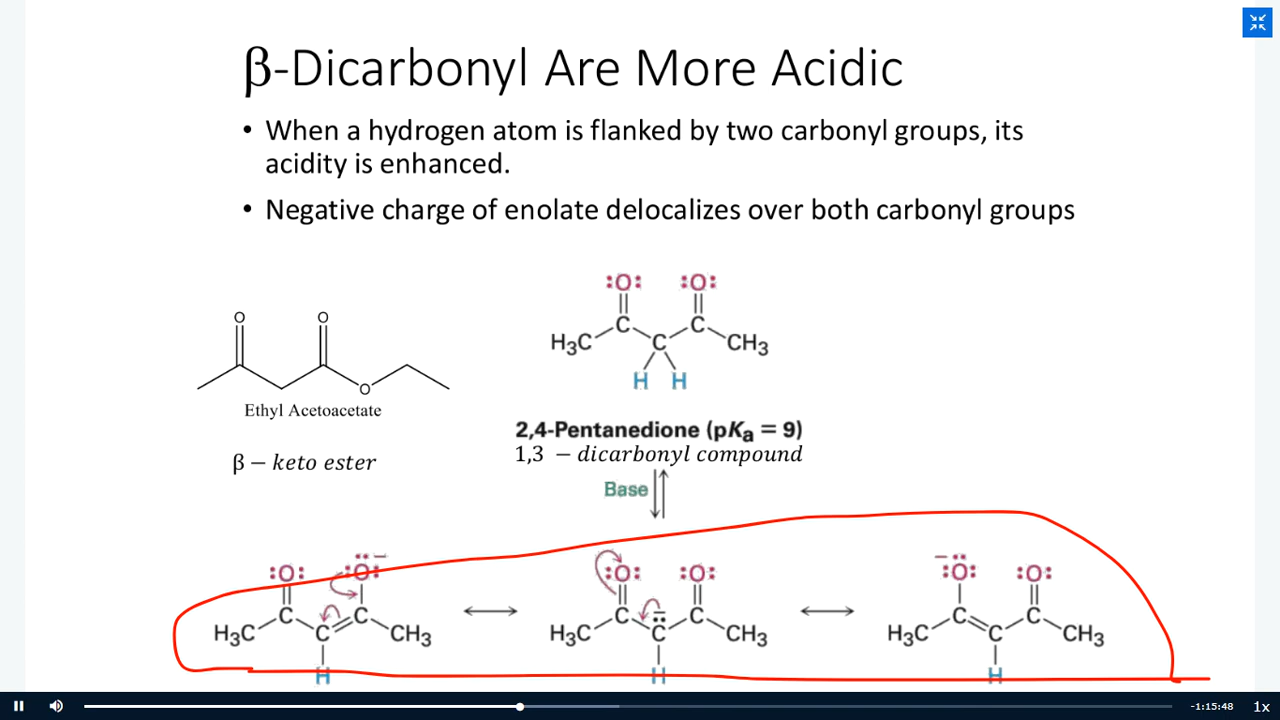 β-Dicarbonyl Are More Acidic
• When a hydrogen atom is flanked by two carbonyl groups, its
acidity is enhanced.
• Negative charge of enolate delocalizes over both carbonyl groups
O O
O
Ethyl Acetoacetate
β – keto ester
:O: :O:
C C
H3C C CH3
H H
2,4-Pentanedione (pKa = 9)
1,3 – dicarbonyl compound
Base
:O: :Ö:−
C C
H3C C CH3
H
:O: :O:
C C
H3C C CH3
H
− :Ö: :O:
C C
H3C C CH3
H
-1:15:48 1x